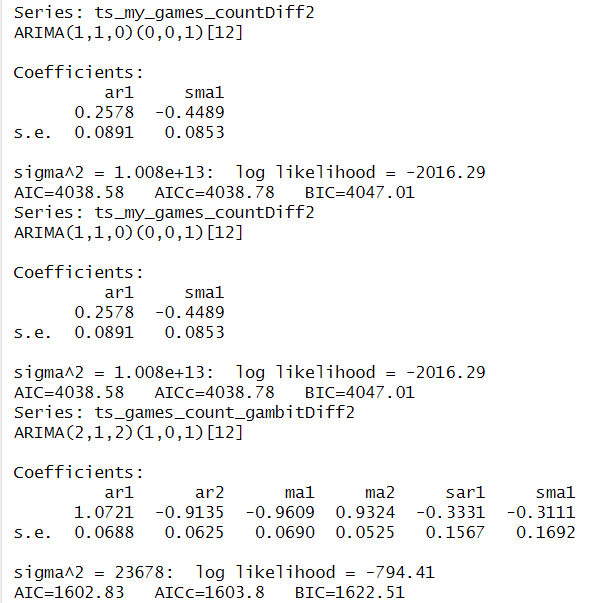 Series: ts_my_games_countDiff2
ARIMA(1,1,0)(0,0,1)[12]
Coefficients:
ar1 sma1
0.2578 -0.4489
s.e. 0.0891 0.0853
sigma^2 = 1.008e+13: log likelihood = -2016.29
AIC=4038.58 AICc=4038.78 BIC=4047.01
Series: ts_my_games_countDiff2
ARIMA(1,1,0)(0,0,1)[12]
Coefficients:
ar1 sma1
0.2578 -0.4489
s.e. 0.0891 0.0853
sigma^2 = 1.008e+13: log likelihood = -2016.29
AIC=4038.58 AICc=4038.78 BIC=4047.01
Series: ts_games_count_gambitDiff2
ARIMA(2,1,2)(1,0,1)[12]
Coefficients:
ar1 ar2 ma1 ma2 sar1 sma1
1.0721 -0.9135 -0.9609 0.9324 -0.3331 -0.3111
s.e. 0.0688 0.0625 0.0690 0.0525 0.1567 0.1692
sigma^2 = 23678: log likelihood = -794.41
AIC=1602.83 AICc=1603.8 BIC=1622.51